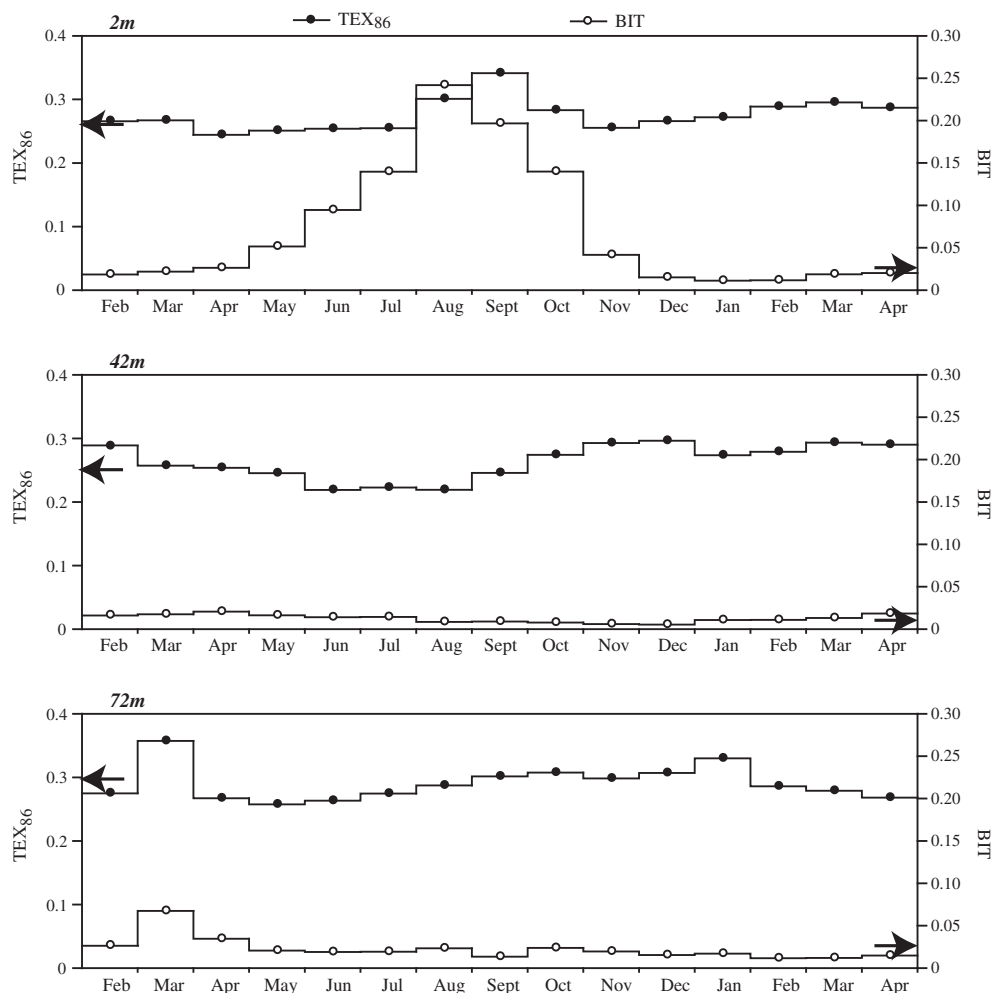 2m TEX86 BIT
0.4 0.30
0.3 0.25
0.2 0.20
0.1 0.15
0 0.10
0.05
0
TEX86
BIT
Feb Mar Apr May Jun Jul Aug Sept Oct Nov Dec Jan Feb Mar Apr
42m
0.4 0.30
0.3 0.25
0.2 0.20
0.1 0.15
0 0.10
0.05
0
TEX86
BIT
Feb Mar Apr May Jun Jul Aug Sept Oct Nov Dec Jan Feb Mar Apr
72m
0.4 0.30
0.3 0.25
0.2 0.20
0.1 0.15
0 0.10
0.05
0
TEX86
BIT
Feb Mar Apr May Jun Jul Aug Sept Oct Nov Dec Jan Feb Mar Apr